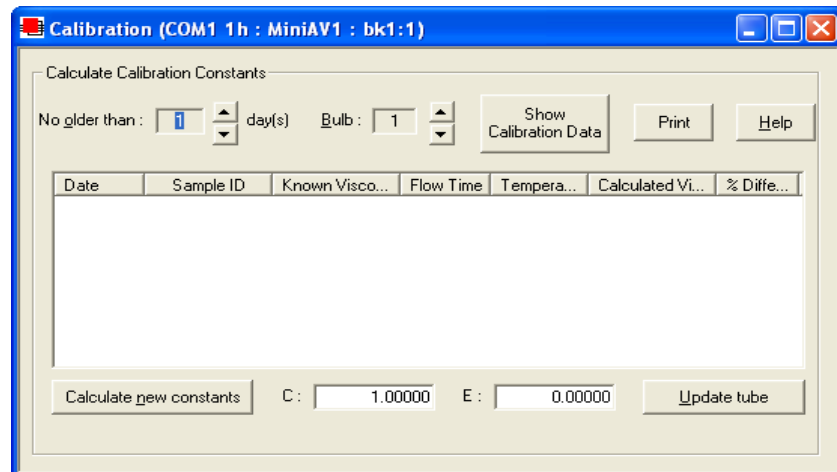 Calibration (COM1 1h : MiniAV1 : bk1:1)
Calculate Calibration Constants
No older than : 1 day(s) Bulb : 1 Show Calibration Data Print Help
Date Sample ID Known Visco... Flow Time Tempera... Calculated Vi... % Diffe...
Calculate new constants C : 1.00000 E : 0.00000 Update tube